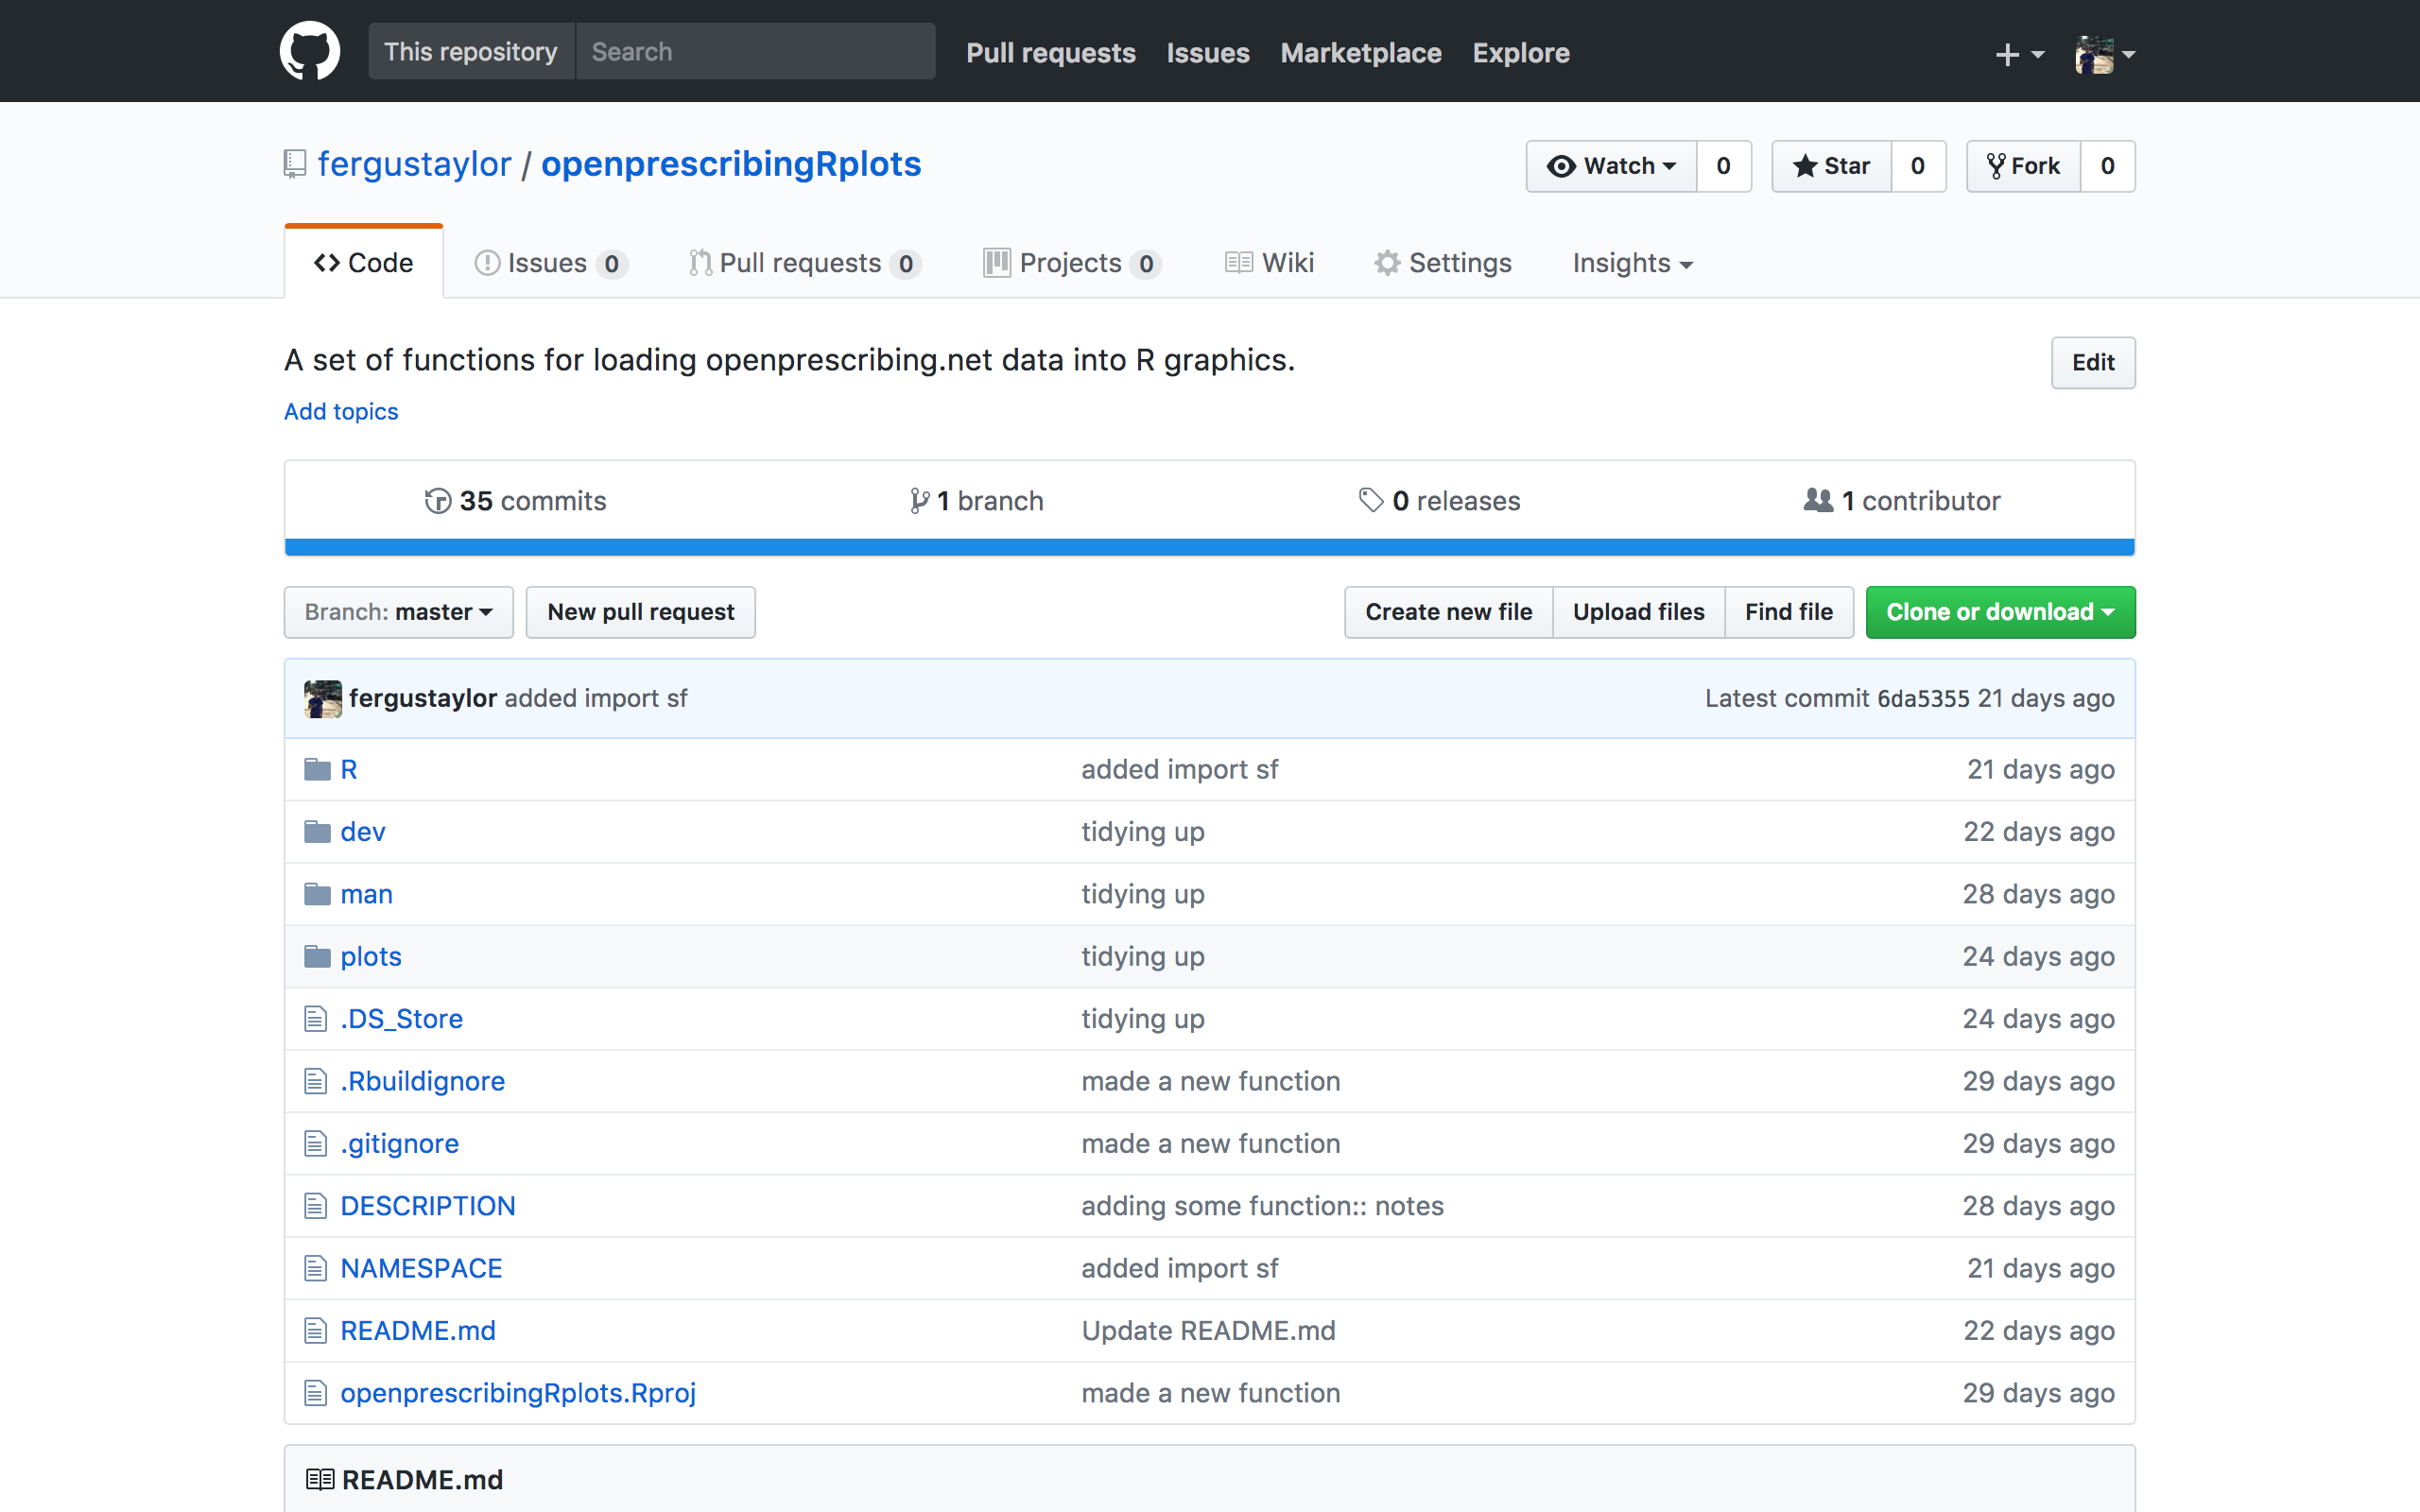 This repository Search Pull requests Issues Marketplace Explore
fergustaylor / openprescribingRplots Watch 0 Star 0 Fork 0
Code Issues 0 Pull requests 0 Projects 0 Wiki Settings Insights
A set of functions for loading openprescribing.net data into R graphics. Edit
Add topics
35 commits 1 branch 0 releases 1 contributor
Branch: master New pull request Create new file Upload files Find file Clone or download
fergustaylor added import sf Latest commit 6da5355 21 days ago
R added import sf 21 days ago
dev tidying up 22 days ago
man tidying up 28 days ago
plots tidying up 24 days ago
.DS_Store tidying up 24 days ago
.Rbuildignore made a new function 29 days ago
.gitignore made a new function 29 days ago
DESCRIPTION adding some function:: notes 28 days ago
NAMESPACE added import sf 21 days ago
README.md Update README.md 22 days ago
openprescribingRplots.Rproj made a new function 29 days ago
README.md